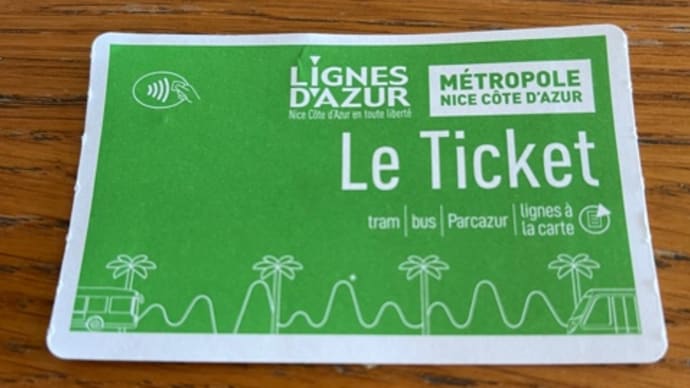 LIGNES
D'AZUR
Nice Côte d'Azur en toute liberté
MÉTROPOLE
NICE CÔTE D'AZUR
Le Ticket
tram | bus | Parcazur | lignes à
la carte